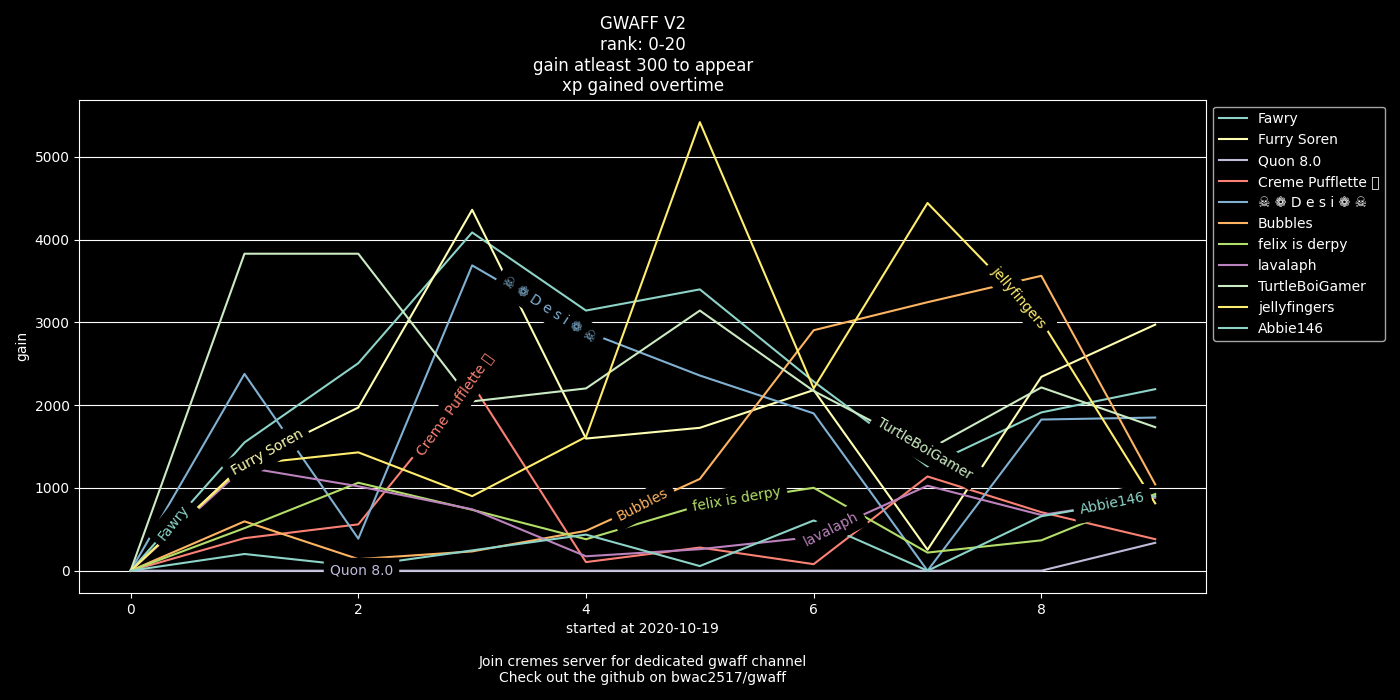 GWAFF V2
rank: 0-20
gain atleast 300 to appear
xp gained overtime
gain
5000
4000
3000
2000
1000
0
0 2 4 6 8
Fawry
Furry Soren
Quon 8.0
Creme Pufflette
☠ ❁ D e s i ❁ ☠
Bubbles
felix is derpy
lavalaph
TurtleBoiGamer
jellyfingers
Abbie146
Fawry
Furry Soren
Quon 8.0
Creme Pufflette
☠ ❁ D e s i ❁ ☠
Bubbles
felix is derpy
lavalaph
TurtleBoiGamer
jellyfingers
Abbie146
started at 2020-10-19
Join cremes server for dedicated gwaff channel
Check out the github on bwac2517/gwaff